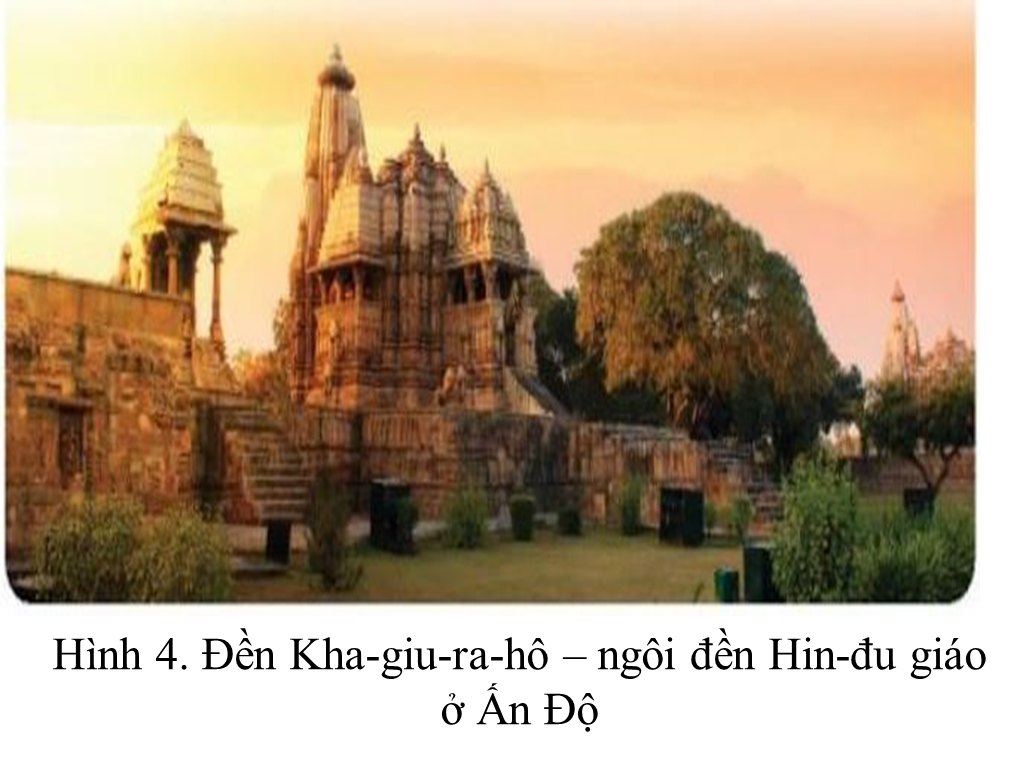 Hình 4. Đền Kha-giu-ra-hô – ngôi đền Hin-đu giáo
ở Ấn Độ